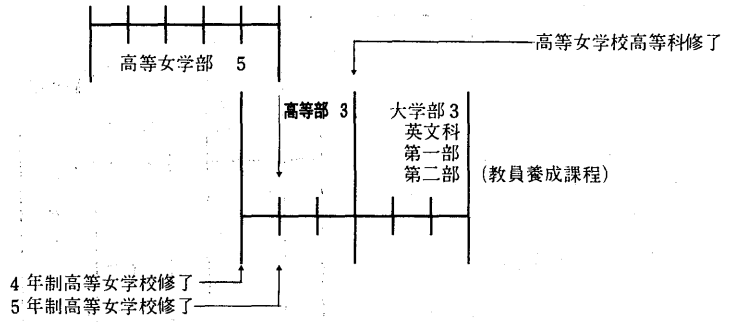 高等女学部 5
高等女学校高等科修了
高等部 3
大学部3
英文科
第一部
第二部 (教員養成課程)
4年制高等女学校修了
5年制高等女学校修了